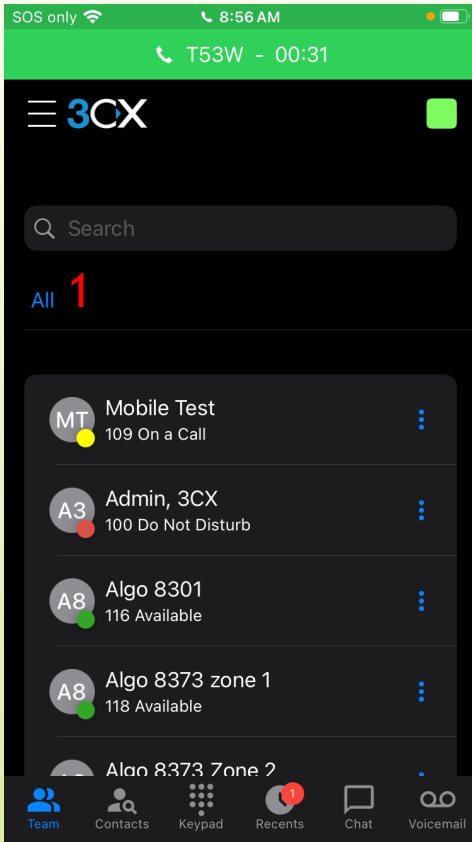 SOS only 8:56 AM
T53W - 00:31
3CX
Search
All 1
MT Mobile Test
109 On a Call
A3 Admin, 3CX
100 Do Not Disturb
A8 Algo 8301
116 Available
A8 Algo 8373 zone 1
118 Available
Algo 8373 Zone 2
1
Team Contacts Keypad Recents Chat Voicemail